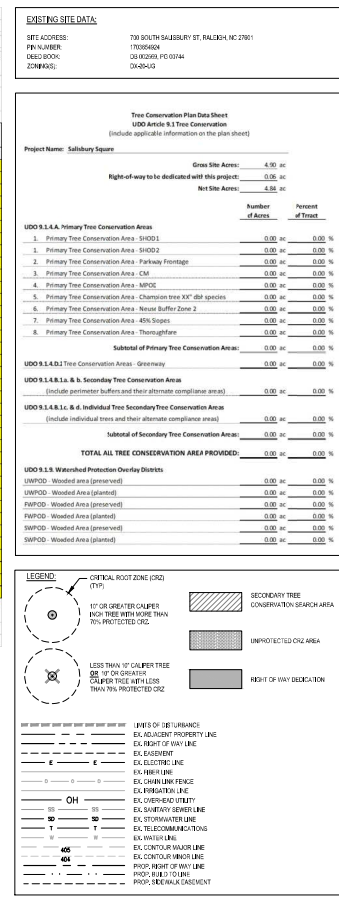 EXISTING SITE DATA:
SITE ADDRESS: 700 SOUTH SALISBURY ST, RALEIGH, NC 27601
PIN NUMBER: 1703654924
DEED BOOK: DB 002569, PG 00744
ZONING(S): DX-20-UG
Tree Conservation Plan Data Sheet
UDO Article 9.1 Tree Conservation
(include applicable information on the plan sheet)
Project Name: Salisbury Square
Gross Site Acres: 4.90 ac
Right-of-way to be dedicated with this project: 0.06 ac
Net Site Acres: 4.84 ac
Number Percent
of Acres of Tract
UDO 9.1.4.A. Primary Tree Conservation Areas
1. Primary Tree Conservation Area - SHOD1 0.00 ac 0.00 %
2. Primary Tree Conservation Area - SHOD2 0.00 ac 0.00 %
2. Primary Tree Conservation Area - Parkway Frontage 0.00 ac 0.00 %
3. Primary Tree Conservation Area - CM 0.00 ac 0.00 %
4. Primary Tree Conservation Area - MPOI 0.00 ac 0.00 %
5. Primary Tree Conservation Area - Champion tree XX" dbh species 0.00 ac 0.00 %
6. Primary Tree Conservation Area - Neuse Buffer Zone 2 0.00 ac 0.00 %
7. Primary Tree Conservation Area - 45% Slopes 0.00 ac 0.00 %
8. Primary Tree Conservation Area - Thoroughfare 0.00 ac 0.00 %
Subtotal of Primary Tree Conservation Areas: 0.00 ac 0.00 %
UDO 9.1.4.D.1 Tree Conservation Areas - Greenway 0.00 ac 0.00 %
UDO 9.1.4.B.1.a. & b. Secondary Tree Conservation Areas
(include perimeter buffers and their alternate compliance areas) 0.00 ac 0.00 %
UDO 9.1.4.B.1.c. & d. Individual Tree Secondary Tree Conservation Areas
(include individual trees and their alternate compliance areas) 0.00 ac 0.00 %
Subtotal of Secondary Tree Conservation Areas: 0.00 ac 0.00 %
TOTAL ALL TREE CONSEDRVATION AREA PROVIDED: 0.00 ac 0.00 %
UDO 9.1.9. Watershed Protection Overlay Districts
UWPOD - Wooded area (preserved) 0.00 ac 0.00 %
UWPOD - Wooded Area (planted) 0.00 ac 0.00 %
FWPOD - Wooded Area (preserved) 0.00 ac 0.00 %
FWPOD - Wooded Area (planted) 0.00 ac 0.00 %
SWPOD - Wooded Area (preserved) 0.00 ac 0.00 %
SWPOD - Wooded Area (planted) 0.00 ac 0.00 %
LEGEND:
CRITICAL ROOT ZONE (CRZ)
(TYP)
10" OR GREATER CALIPER
INCH TREE WITH MORE THAN
70% PROTECTED CRZ
SECONDARY TREE
CONSERVATION SEARCH AREA
UNPROTECTED CRZ AREA
LESS THAN 10" CALIPER TREE
OR 10" OR GREATER
CALIPER TREE WITH LESS
THAN 70% PROTECTED CRZ
RIGHT OF WAY DEDICATION
LIMITS OF DISTURBANCE
EX. ADJACENT PROPERTY LINE
EX. RIGHT OF WAY LINE
EX. EASEMENT
E E EX. ELECTRIC LINE
EX. FIBER LINE
EX. CHAIN LINK FENCE
EX. IRRIGATION LINE
OH EX. OVERHEAD UTILITY
SS SS EX. SANITARY SEWER LINE
SD SD EX. STORMWATER LINE
T T EX. TELECOMMUNICATIONS
W W EX. WATER LINE
405 EX. CONTOUR MAJOR LINE
404 EX. CONTOUR MINOR LINE
PROP. RIGHT OF WAY LINE
PROP. BUILD TO LINE
PROP. SIDEWALK EASEMENT